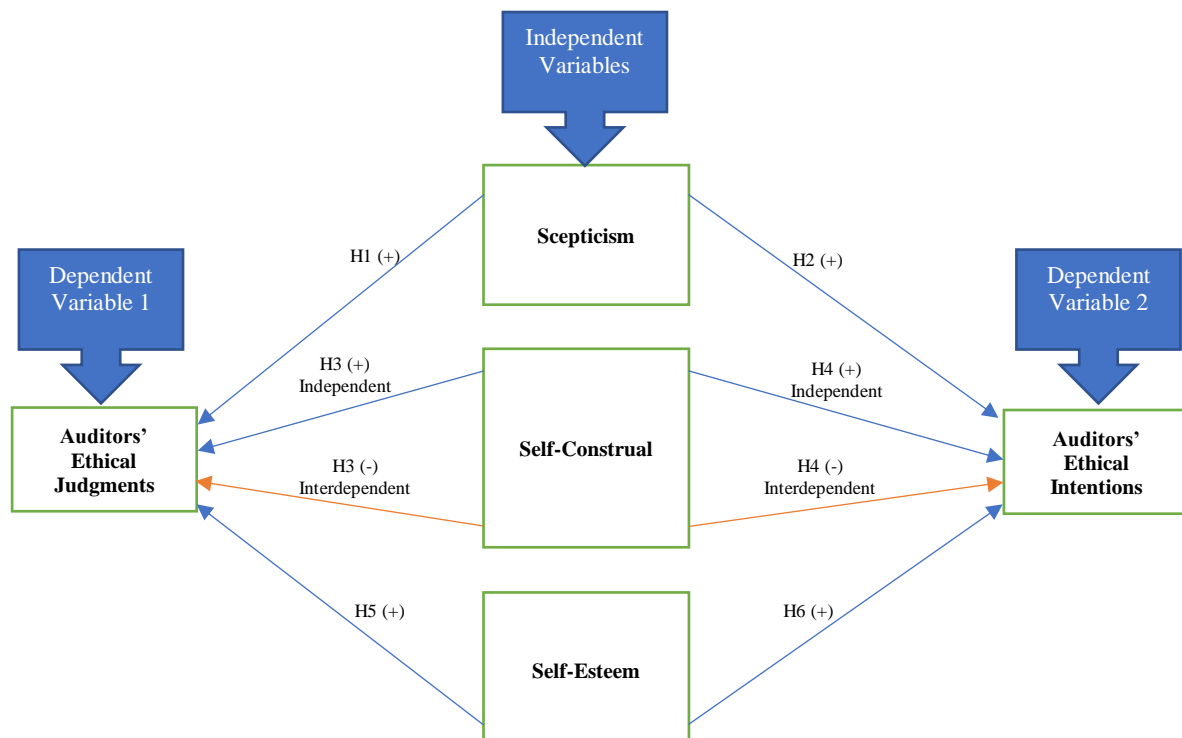 Independent
Variables
Scepticism
H1 (+)
H2 (+)
Dependent
Variable 1
Dependent
Variable 2
H3 (+)
Independent
H4 (+)
Independent
Auditors’
Ethical
Judgments
Self-Construal
Auditors’
Ethical
Intentions
H3 (-)
Interdependent
H4 (-)
Interdependent
H5 (+)
H6 (+)
Self-Esteem